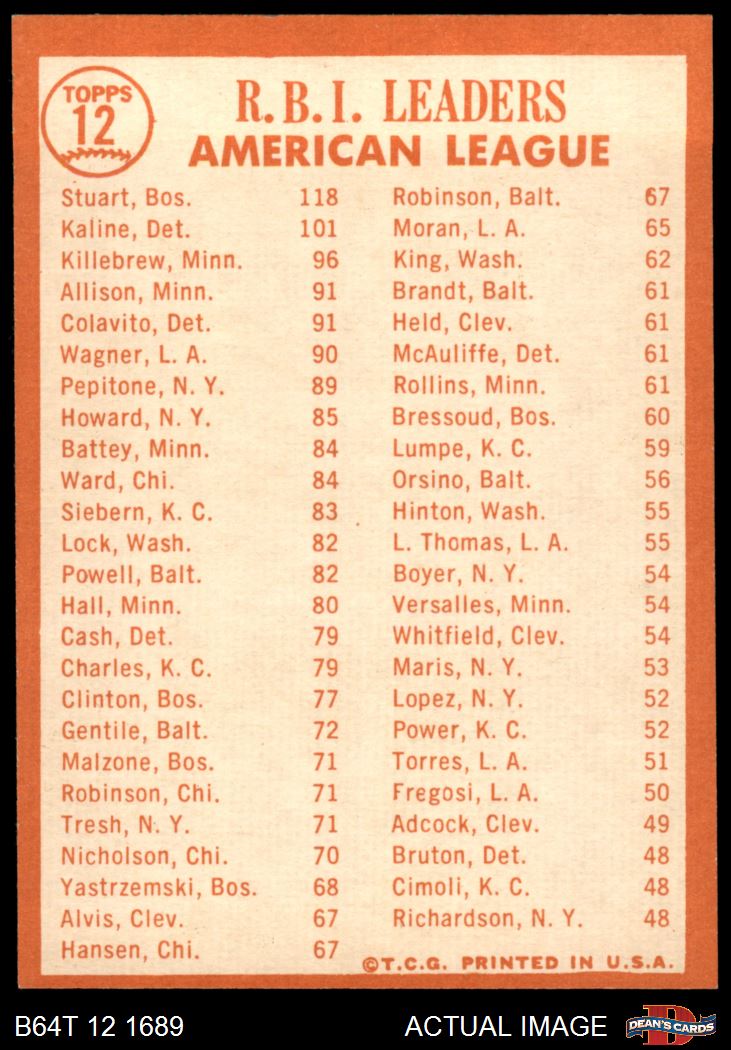 TOPPS
12
R.B.I. LEADERS
AMERICAN LEAGUE
Stuart, Bos. 118
Kaline, Det. 101
Killebrew, Minn. 96
Allison, Minn. 91
Colavito, Det. 91
Wagner, L. A. 90
Pepitone, N. Y. 89
Howard, N. Y. 85
Battey, Minn. 84
Ward, Chi. 84
Siebern, K. C. 83
Lock, Wash. 82
Powell, Balt. 82
Hall, Minn. 80
Cash, Det. 79
Charles, K. C. 79
Clinton, Bos. 77
Gentile, Balt. 72
Malzone, Bos. 71
Robinson, Chi. 71
Tresh, N. Y. 71
Nicholson, Chi. 70
Yastrzemski, Bos. 68
Alvis, Clev. 67
Hansen, Chi. 67
Robinson, Balt. 67
Moran, L. A. 65
King, Wash. 62
Brandt, Balt. 61
Held, Clev. 61
McAuliffe, Det. 61
Rollins, Minn. 61
Bressoud, Bos. 60
Lumpe, K. C. 59
Orsino, Balt. 56
Hinton, Wash. 55
L. Thomas, L. A. 55
Boyer, N. Y. 54
Versalles, Minn. 54
Whitfield, Clev. 54
Maris, N. Y. 53
Lopez, N. Y. 52
Power, K. C. 52
Torres, L. A. 51
Fregosi, L. A. 50
Adcock, Clev. 49
Bruton, Det. 48
Cimoli, K. C. 48
Richardson, N. Y. 48
©T.C.G. PRINTED IN U.S.A.
B64T 12 1689 ACTUAL IMAGE
DEAN'S CARDS